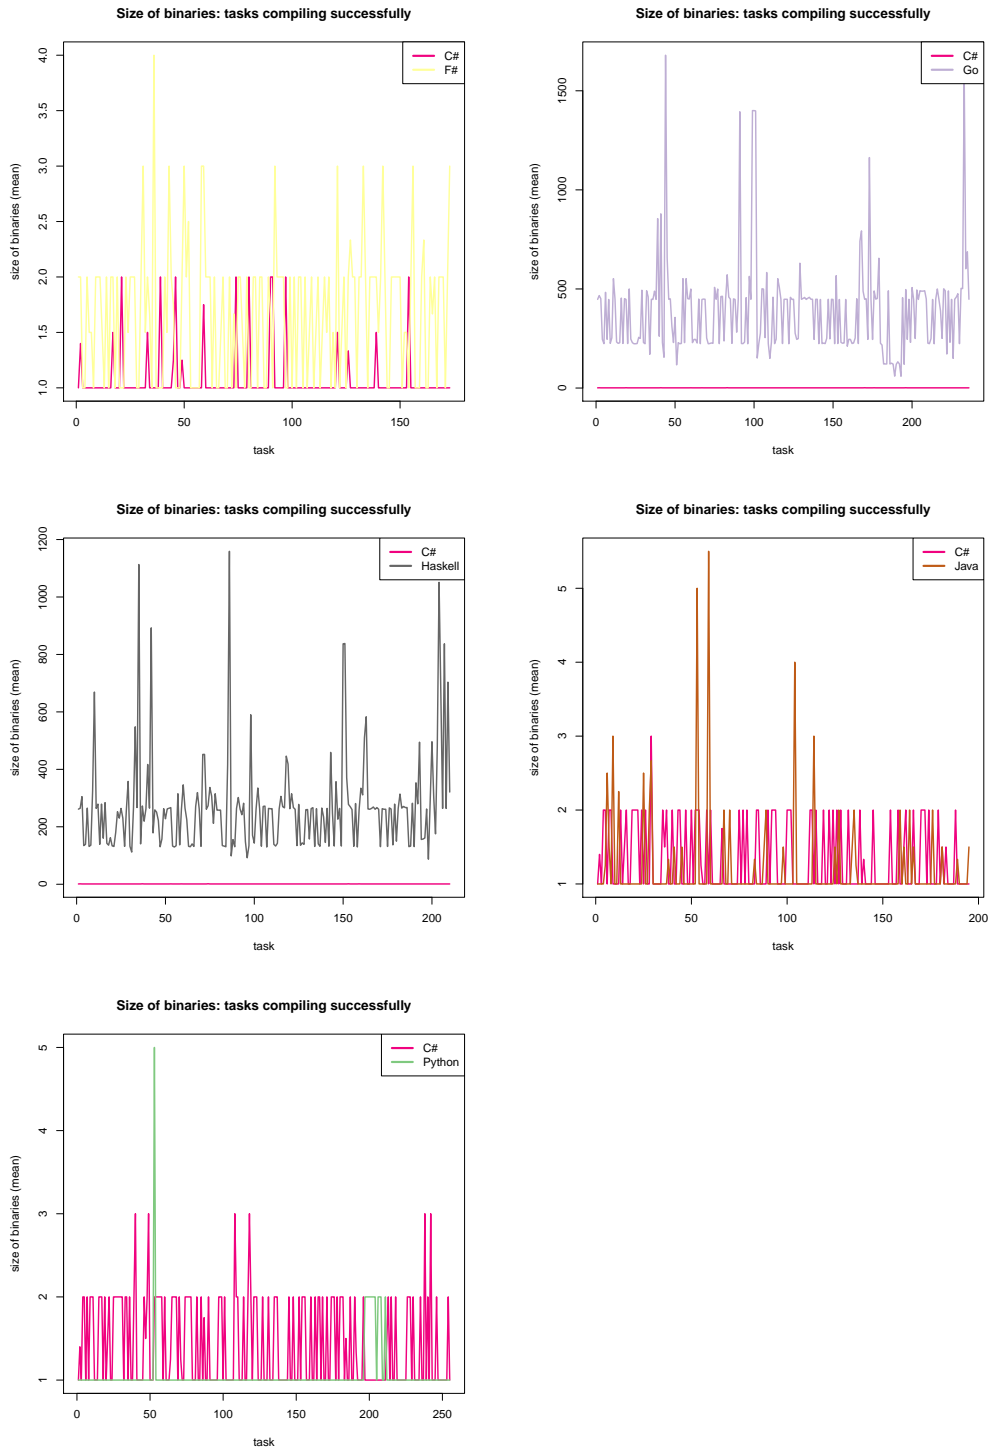 Size of binaries: tasks compiling successfully
C#
F#
size of binaries (mean)
1.0
1.5
2.0
2.5
3.0
3.5
4.0
0
50
100
150
task
Size of binaries: tasks compiling successfully
C#
Go
size of binaries (mean)
0
500
1000
1500
0
50
100
150
200
task
Size of binaries: tasks compiling successfully
C#
Haskell
size of binaries (mean)
0
200
400
600
800
1000
1200
0
50
100
150
200
task
Size of binaries: tasks compiling successfully
C#
Java
size of binaries (mean)
1
2
3
4
5
0
50
100
150
200
task
Size of binaries: tasks compiling successfully
C#
Python
size of binaries (mean)
1
2
3
4
5
0
50
100
150
200
250
task